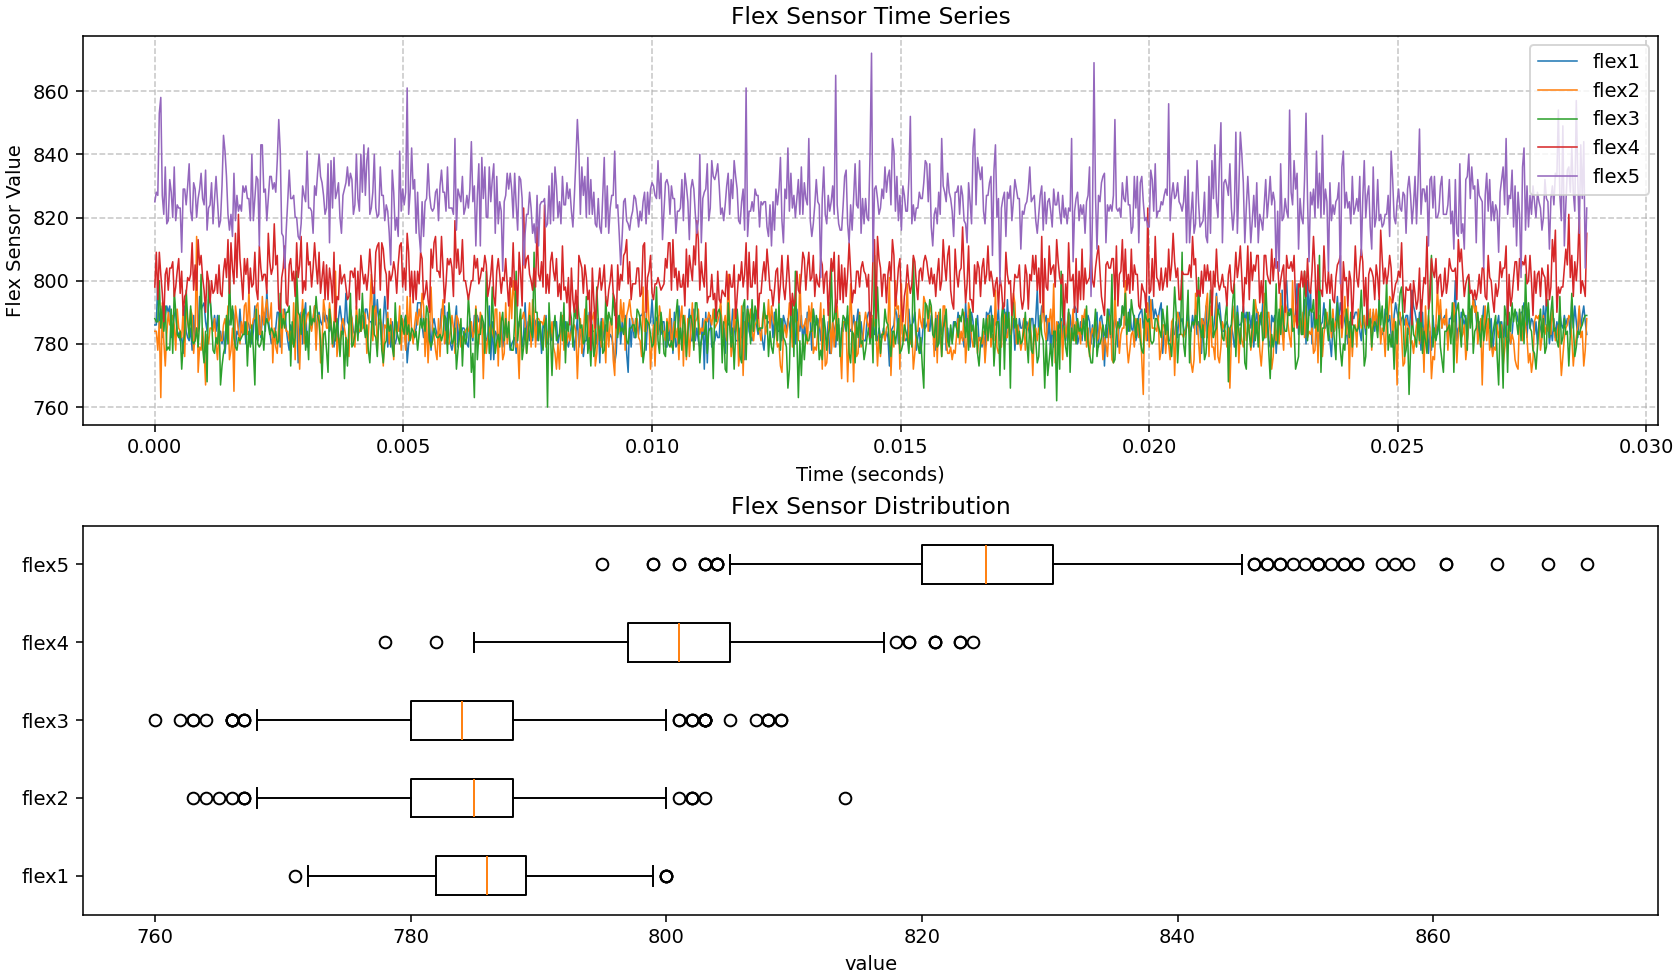 Flex Sensor Time Series
Flex Sensor Value
860
840
820
800
780
760
flex1
flex2
flex3
flex4
flex5
0.000 0.005 0.010 0.015 0.020 0.025 0.030
Time (seconds)
Flex Sensor Distribution
flex5
flex4
flex3
flex2
flex1
760 780 800 820 840 860
value